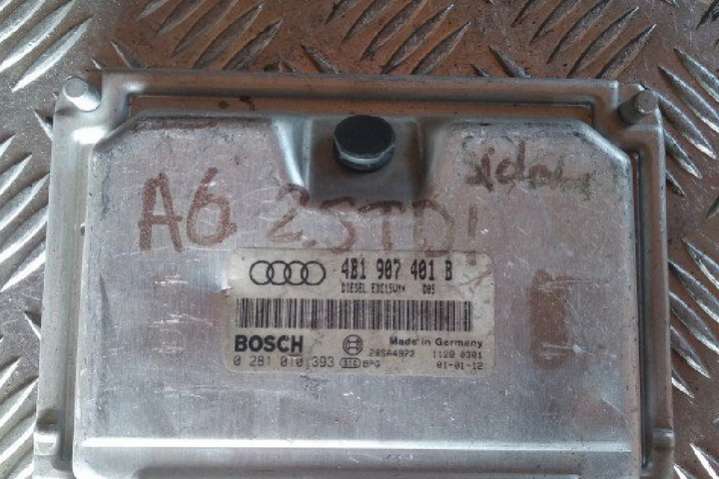 A6 2.5TDI
4B1 907 401 B
DIESEL EDC15VM+ D05
BOSCH
Made in Germany
0 281 010 393
BPG
28SA4973 1120 0301
01-01-12